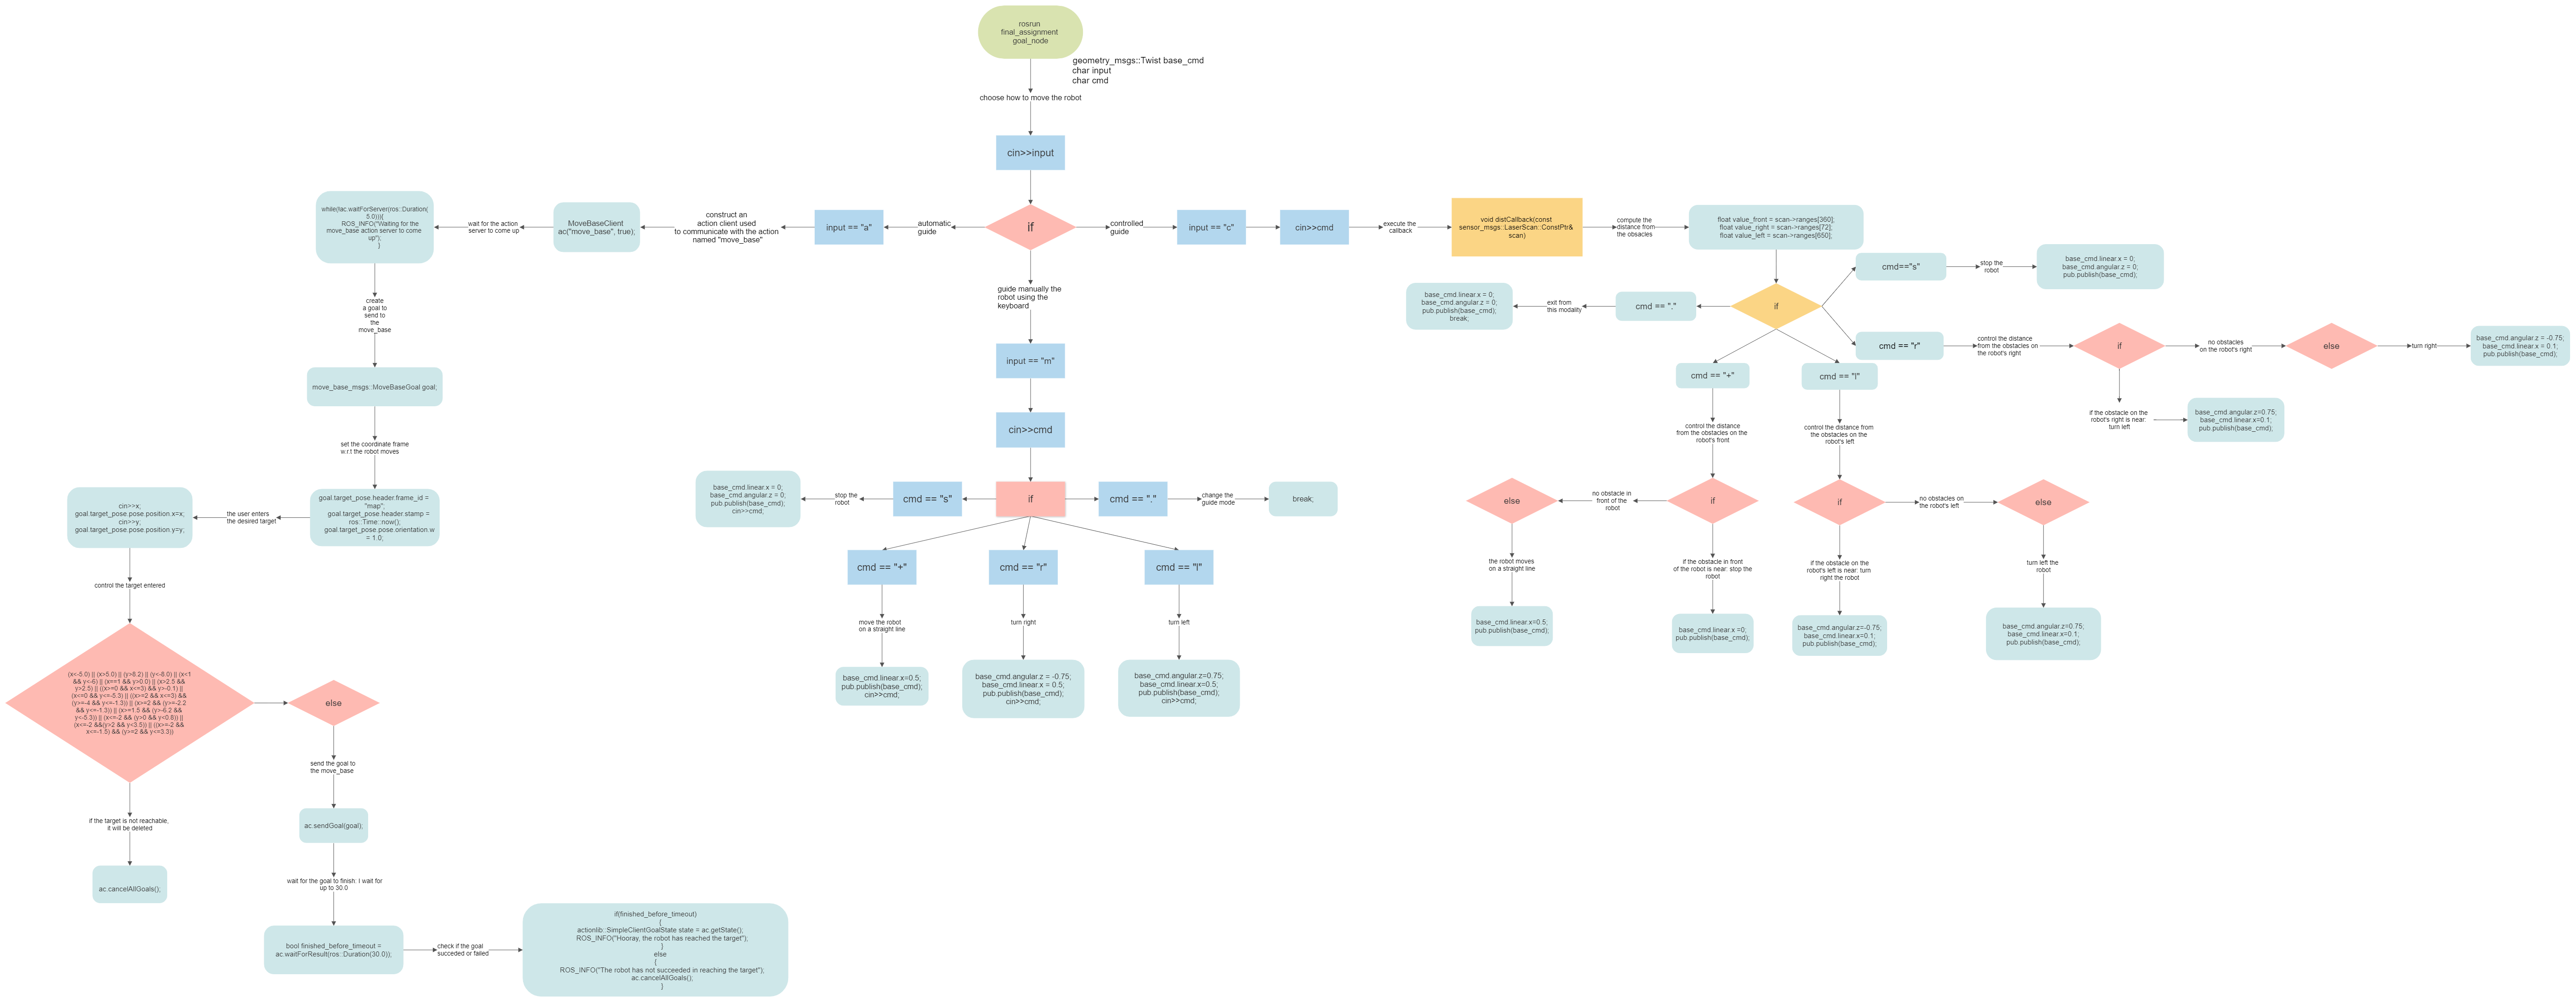 rosrun
final_assignment
goal_node
geometry_msgs::Twist base_cmd
char input
char cmd
choose how to move the robot
cin>>input
if
automatic
guide
input == "a"
construct an
action client used
to communicate with the action
named "move_base"
MoveBaseClient
ac("move_base", true);
wait for the action
server to come up
while(!ac.waitForServer(ros::Duration(
5.0))){
ROS_INFO("Waiting for the
move_base action server to come
up");
}
create
a goal to
send to
the
move_base
move_base_msgs::MoveBaseGoal goal;
set the coordinate frame
w.r.t the robot moves
goal.target_pose.header.frame_id =
"map";
goal.target_pose.header.stamp =
ros::Time::now();
goal.target_pose.pose.orientation.w
= 1.0;
the user enters
the desired target
cin>>x;
goal.target_pose.pose.position.x=x;
cin>>y;
goal.target_pose.pose.position.y=y;
control the target entered
(x<-5.0) || (x>5.0) || (y>8.2) || (y<-8.0) || (x<1
&& y<-6) || (x==1 && y>0.0) || (x>2.5 &&
y>2.5) || ((x>=0 && x<=3) && y>-0.1) ||
(x<=0 && y<=-5.3) || ((x>=2 && x<=3) &&
(y>=-4 && y<=-1.3)) || (x>=2 && (y>=-2.2
&& y<=-1.3)) || (x>=1.5 && (y>-6.2 &&
y<-5.3)) || (x<=-2 && (y>0 && y<0.8)) ||
(x<=-2 &&(y>2 && y<3.5)) || ((x>=-2 &&
x<=-1.5) && (y>=2 && y<=3.3))
if the target is not reachable,
it will be deleted
ac.cancelAllGoals();
else
send the goal to
the move_base
ac.sendGoal(goal);
wait for the goal to finish: I wait for
up to 30.0
bool finished_before_timeout =
ac.waitForResult(ros::Duration(30.0));
check if the goal
succeded or failed
if(finished_before_timeout)
{
actionlib::SimpleClientGoalState state = ac.getState();
ROS_INFO("Hooray, the robot has reached the target");
}
else
{
ROS_INFO("The robot has not succeeded in reaching the target");
ac.cancelAllGoals();
}
guide manually the
robot using the
keyboard
input == "m"
cin>>cmd
if
cmd == "s"
stop the
robot
base_cmd.linear.x = 0;
base_cmd.angular.z = 0;
pub.publish(base_cmd);
cin>>cmd;
cmd == "."
change the
guide mode
break;
cmd == "+"
move the robot
on a straight line
base_cmd.linear.x=0.5;
pub.publish(base_cmd);
cin>>cmd;
cmd == "r"
turn right
base_cmd.angular.z = -0.75;
base_cmd.linear.x = 0.5;
pub.publish(base_cmd);
cin>>cmd;
cmd == "l"
turn left
base_cmd.angular.z=0.75;
base_cmd.linear.x=0.5;
pub.publish(base_cmd);
cin>>cmd;
controlled
guide
input == "c"
cin>>cmd
execute the
callback
void distCallback(const
sensor_msgs::LaserScan::ConstPtr&
scan)
compute the
distance from
the obsacles
float value_front = scan->ranges[360];
float value_right = scan->ranges[72];
float value_left = scan->ranges[650];
if
cmd=="s"
stop the
robot
base_cmd.linear.x = 0;
base_cmd.angular.z = 0;
pub.publish(base_cmd);
cmd == "."
exit from
this modality
base_cmd.linear.x = 0;
base_cmd.angular.z = 0;
pub.publish(base_cmd);
break;
cmd == "r"
control the distance
from the obstacles on
the robot's right
if
no obstacles
on the robot's right
else
turn right
base_cmd.angular.z = -0.75;
base_cmd.linear.x = 0.1;
pub.publish(base_cmd);
if the obstacle on the
robot's right is near:
turn left
base_cmd.angular.z=0.75;
base_cmd.linear.x=0.1;
pub.publish(base_cmd);
cmd == "+"
control the distance
from the obstacles on the
robot's front
if
no obstacle in
front of the
robot
else
the robot moves
on a straight line
base_cmd.linear.x=0.5;
pub.publish(base_cmd);
if the obstacle in front
of the robot is near: stop the
robot
base_cmd.linear.x =0;
pub.publish(base_cmd);
cmd == "l"
control the distance from
the obstacles on the
robot's left
if
no obstacles on
the robot's left
else
turn left the
robot
base_cmd.angular.z=0.75;
base_cmd.linear.x=0.1;
pub.publish(base_cmd);
if the obstacle on the
robot's left is near: turn
right the robot
base_cmd.angular.z=-0.75;
base_cmd.linear.x=0.1;
pub.publish(base_cmd);